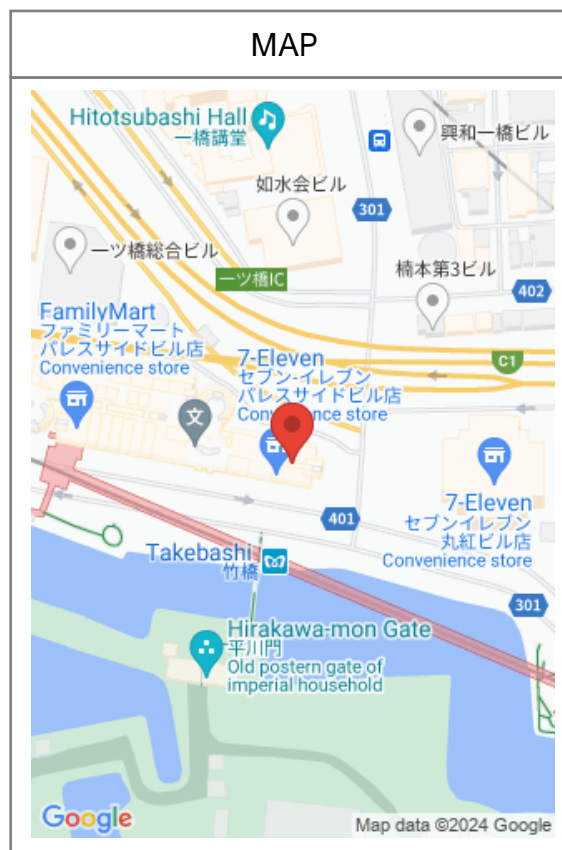 MAP
Hitotsubashi Hall
一橋講堂
興和一橋ビル
如水会ビル
301
一ツ橋総合ビル
一ツ橋IC
楠本第3ビル
402
FamilyMart
ファミリーマート
パレスサイドビル店
Convenience store
7-Eleven
セブン-イレブン
パレスサイドビル店
Convenience store
C1
文
401
7-Eleven
セブンイレブン
丸紅ビル店
Convenience store
Takebashi
竹橋
301
Hirakawa-mon Gate
平川門
Old postern gate of
imperial household
Google
Map data ©2024 Google